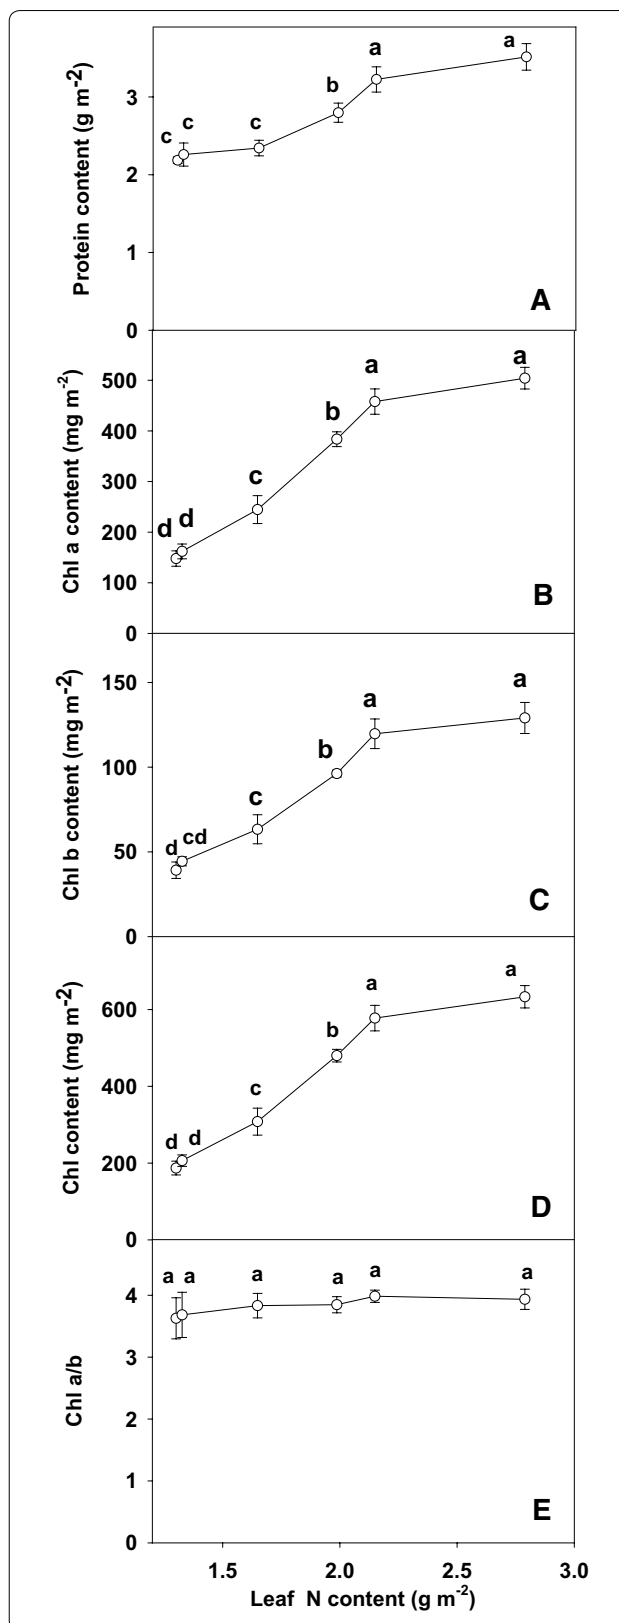 Protein content (g m-2)
3
2
1
0
c
c
c
b
a
a
A
Chl a content (mg m-2)
500
400
300
200
100
0
d
d
c
b
a
a
B
Chl b content (mg m-2)
150
100
50
0
d
cd
c
b
a
a
C
Chl content (mg m-2)
600
400
200
0
d
d
c
b
a
a
D
Chl a/b
4
3
2
1
0
a
a
a
a
a
a
E
1.5 2.0 2.5 3.0
Leaf N content (g m-2)